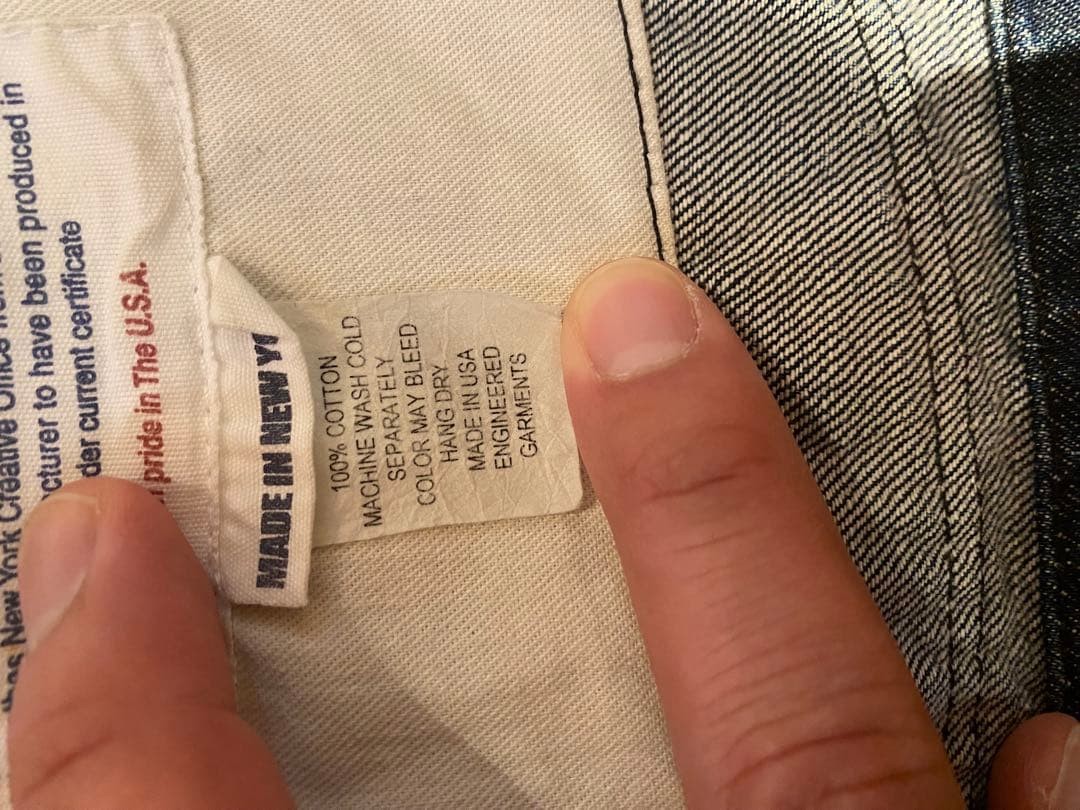 New York Creative
cturer to have been produced in
der current certificate
pride in The U.S.A.
MADE IN NEW Y
100% COTTON
MACHINE WASH COLD
SEPARATELY
COLOR MAY BLEED
HANG DRY
MADE IN USA
ENGINEERED
GARMENTS